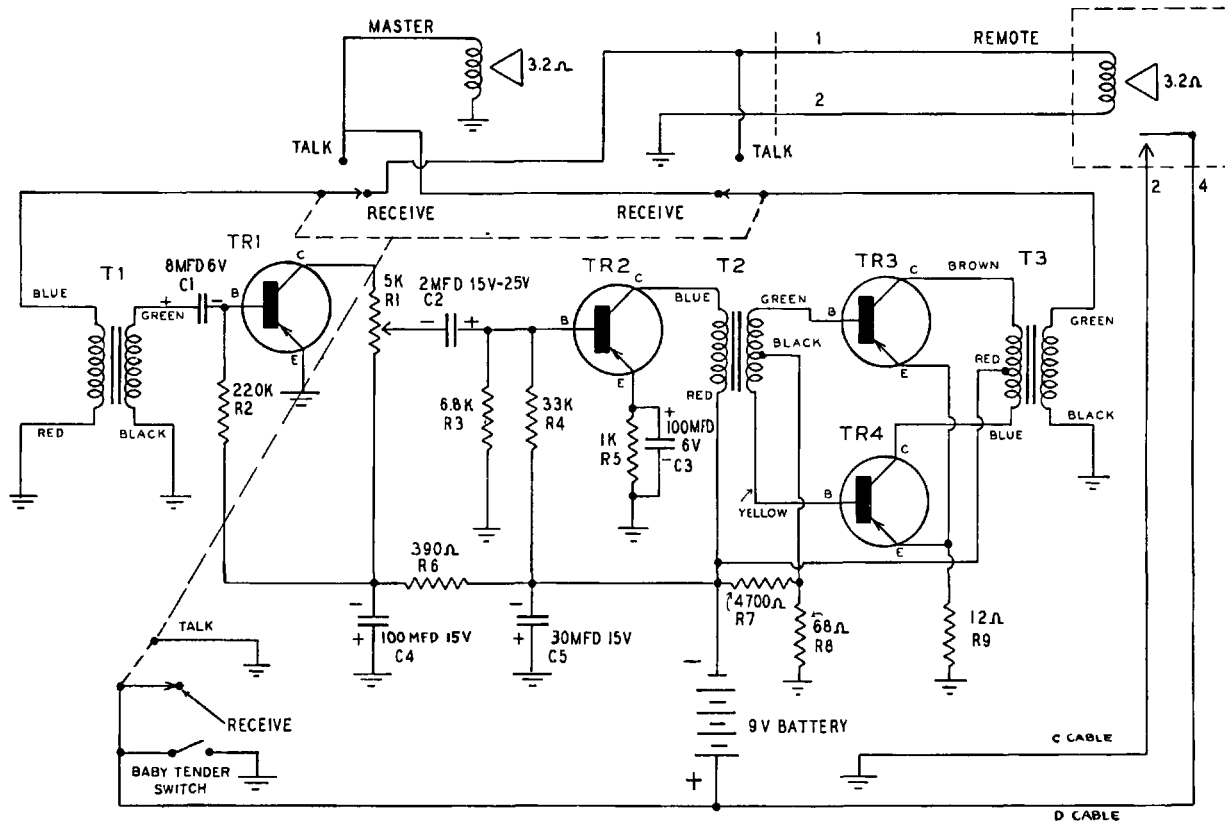 MASTER
3.2Ω
1
REMOTE
3.2Ω
2
TALK
TALK
2
4
RECEIVE
RECEIVE
TR1
T1
8MFD 6V
C1
BLUE
+
-
GREEN
B
C
E
5K
R1
2MFD 15V-25V
C2
-
+
TR2
B
C
E
BLUE
T2
GREEN
BLACK
RED
TR3
B
C
E
BROWN
T3
GREEN
RED
BLACK
BLUE
TR4
B
C
E
YELLOW
RED
BLACK
220K
R2
6.8K
R3
33K
R4
1K
R5
+
100MFD
6V
-
C3
390Ω
R6
4700Ω
R7
68Ω
R8
12Ω
R9
-
+
100MFD 15V
C4
-
+
30MFD 15V
C5
TALK
RECEIVE
BABY TENDER
SWITCH
-
9V BATTERY
+
C CABLE
D CABLE